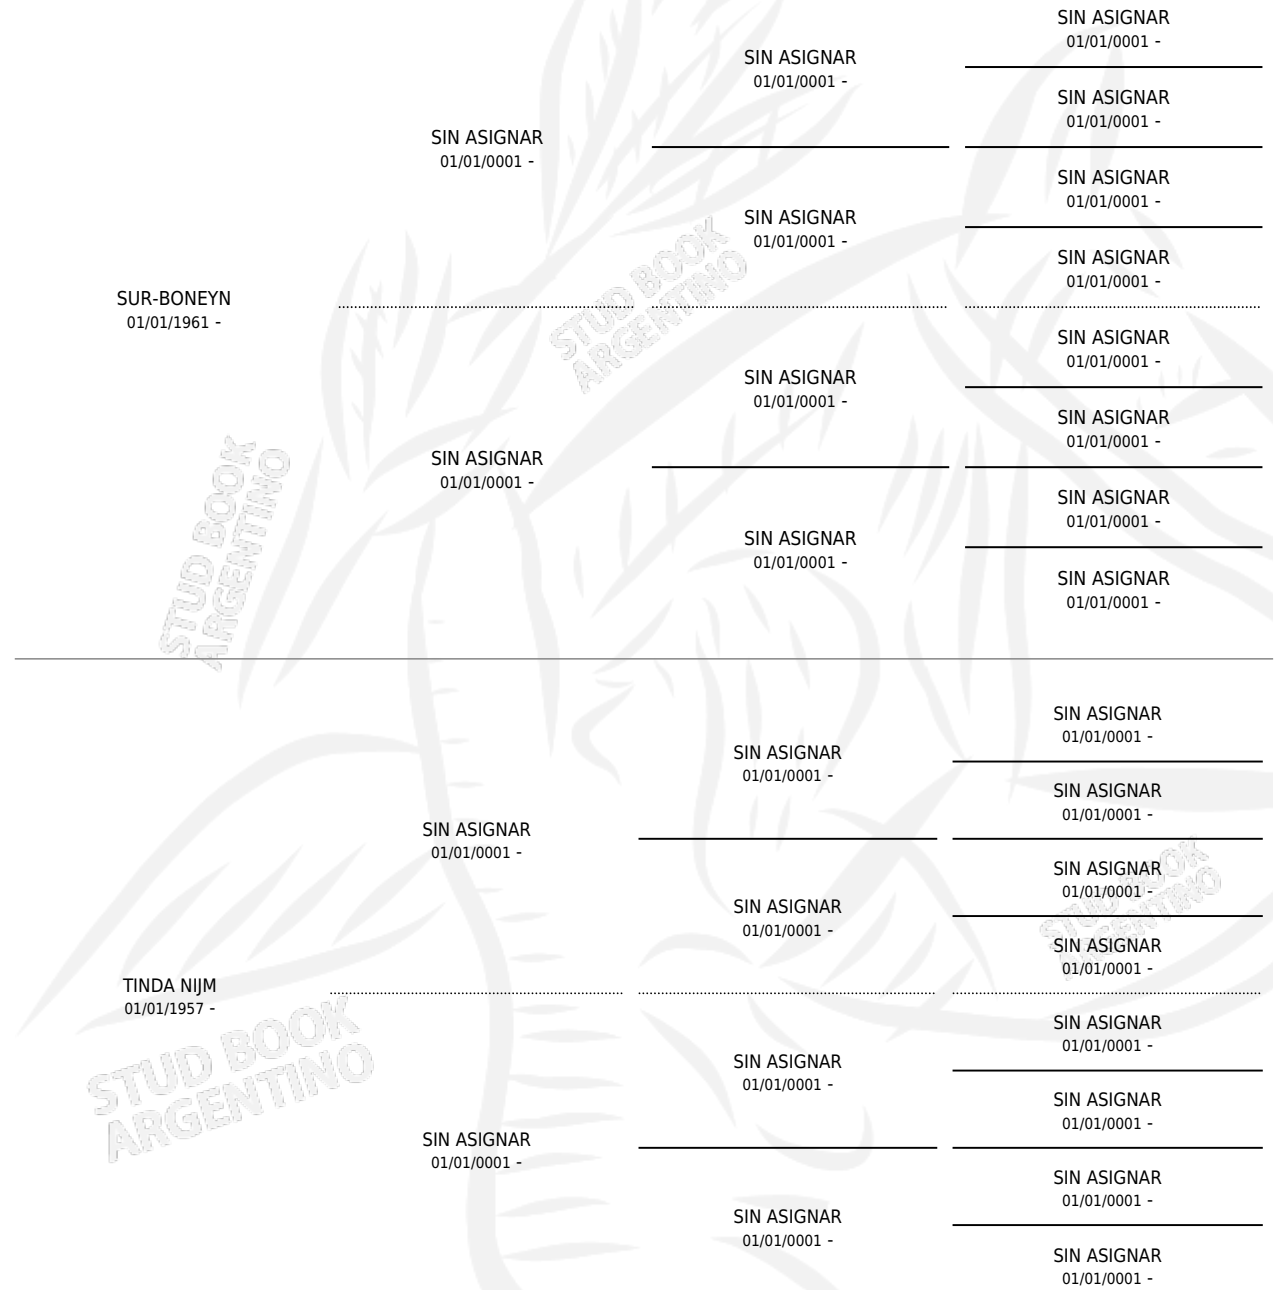 SIN ASIGNAR
01/01/0001 -
SIN ASIGNAR
01/01/0001 -
SIN ASIGNAR
01/01/0001 -
SIN ASIGNAR
01/01/0001 -
SIN ASIGNAR
01/01/0001 -
SIN ASIGNAR
01/01/0001 -
SIN ASIGNAR
01/01/0001 -
SUR-BONEYN
01/01/1961 -
STUD BOOK
ARGENTINO
SIN ASIGNAR
01/01/0001 -
SIN ASIGNAR
01/01/0001 -
SIN ASIGNAR
01/01/0001 -
SIN ASIGNAR
01/01/0001 -
SIN ASIGNAR
01/01/0001 -
SIN ASIGNAR
01/01/0001 -
SIN ASIGNAR
01/01/0001 -
STUD BOOK
ARGENTINO
SIN ASIGNAR
01/01/0001 -
SIN ASIGNAR
01/01/0001 -
SIN ASIGNAR
01/01/0001 -
SIN ASIGNAR
01/01/0001 -
SIN ASIGNAR
01/01/0001 -
SIN ASIGNAR
01/01/0001 -
SIN ASIGNAR
01/01/0001 -
STUD BOOK
ARGENTINO
TINDA NIJM
01/01/1957 -
STUD BOOK
ARGENTINO
SIN ASIGNAR
01/01/0001 -
SIN ASIGNAR
01/01/0001 -
SIN ASIGNAR
01/01/0001 -
SIN ASIGNAR
01/01/0001 -
SIN ASIGNAR
01/01/0001 -
SIN ASIGNAR
01/01/0001 -
SIN ASIGNAR
01/01/0001 -